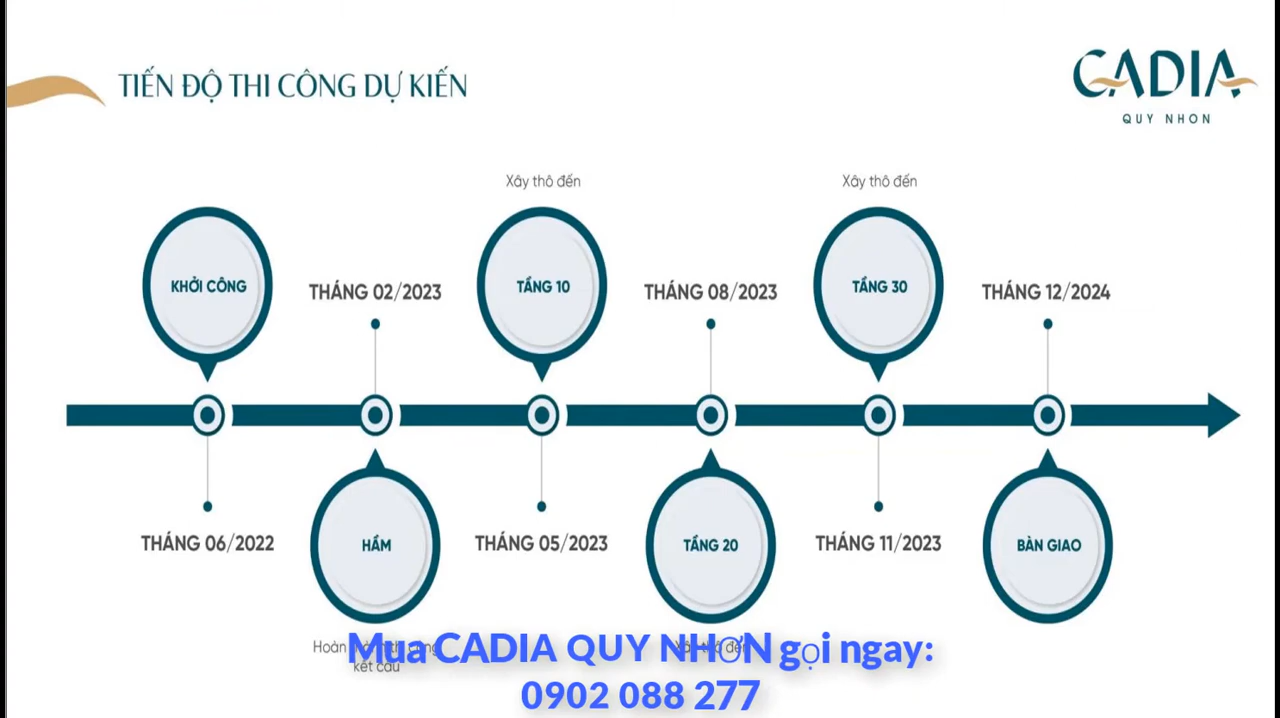 TIẾN ĐỘ THI CÔNG DỰ KIẾN
CADIA
QUY NHON
Xây thô đến
Xây thô đến
KHỞI CÔNG
THÁNG 02/2023
TẦNG 10
THÁNG 08/2023
TẦNG 30
THÁNG 12/2024
THÁNG 06/2022
HẦM
THÁNG 05/2023
TẦNG 20
THÁNG 11/2023
BÀN GIAO
Hoàn
kết cấu
Mua CADIA QUY NHƠN gọi ngay:
0902 088 277